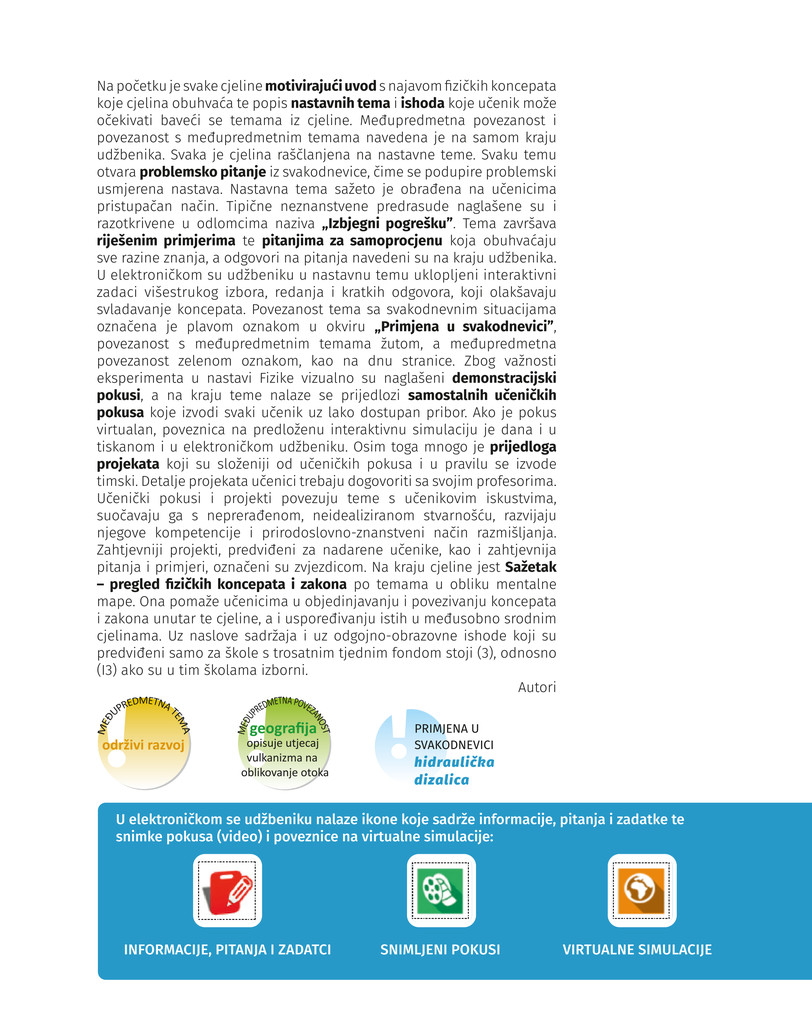 Na početku je svake cjeline motivirajući uvod s najavom fizičkih koncepata
koje cjelina obuhvaća te popis nastavnih tema i ishoda koje učenik može
očekivati baveći se temama iz cjeline. Međupredmetna povezanost i
povezanost s međupredmetnim temama navedena je na samom kraju
udžbenika. Svaka je cjelina raščlanjena na nastavne teme. Svaku temu
otvara problemsko pitanje iz svakodnevice, čime se podupire problemski
usmjerena nastava. Nastavna tema sažeto je obrađena na učenicima
pristupačan način. Tipične neznanstvene predrasude naglašene su i
razotkrivene u odlomcima naziva „Izbjegni pogrešku”. Tema završava
riješenim primjerima te pitanjima za samoprocjenu koja obuhvaćaju
sve razine znanja, a odgovori na pitanja navedeni su na kraju udžbenika.
U elektroničkom su udžbeniku u nastavnu temu uklopljeni interaktivni
zadaci višestrukog izbora, redanja i kratkih odgovora, koji olakšavaju
svladavanje koncepata. Povezanost tema sa svakodnevnim situacijama
označena je plavom oznakom u okviru „Primjena u svakodnevici”,
povezanost s međupredmetnim temama žutom, a međupredmetna
povezanost zelenom oznakom, kao na dnu stranice. Zbog važnosti
eksperimenta u nastavi Fizike vizualno su naglašeni demonstracijski
pokusi, a na kraju teme nalaze se prijedlozi samostalnih učeničkih
pokusa koje izvodi svaki učenik uz lako dostupan pribor. Ako je pokus
virtualan, poveznica na predloženu interaktivnu simulaciju je dana i u
tiskanom i u elektroničkom udžbeniku. Osim toga mnogo je prijedloga
projekata koji su složeniji od učeničkih pokusa i u pravilu se izvode
timski. Detalje projekata učenici trebaju dogovoriti sa svojim profesorima.
Učenički pokusi i projekti povezuju teme s učenikovim iskustvima,
suočavaju ga s neprerađenom, neidealiziranom stvarnošću, razvijaju
njegove kompetencije i prirodoslovno-znanstveni način razmišljanja.
Zahtjevniji projekti, predviđeni za nadarene učenike, kao i zahtjevnija
pitanja i primjeri, označeni su zvjezdicom. Na kraju cjeline jest Sažetak
– pregled fizičkih koncepata i zakona po temama u obliku mentalne
mape. Ona pomaže učenicima u objedinjavanju i povezivanju koncepata
i zakona unutar te cjeline, a i uspoređivanju istih u međusobno srodnim
cjelinama. Uz naslove sadržaja i uz odgojno-obrazovne ishode koji su
predviđeni samo za škole s trosatnim tjednim fondom stoji (3), odnosno
(I3) ako su u tim školama izborni.
Autori
MEĐUPREDMETNA TEMA
održivi razvoj
MEĐUPREDMETNA POVEZANOST
geografija
opisuje utjecaj
vulkanizma na
oblikovanje otoka
PRIMJENA U
SVAKODNEVICI
hidraulička
dizalica
U elektroničkom se udžbeniku nalaze ikone koje sadrže informacije, pitanja i zadatke te
snimke pokusa (video) i poveznice na virtualne simulacije:
INFORMACIJE, PITANJA I ZADATCI
SNIMLJENI POKUSI
VIRTUALNE SIMULACIJE